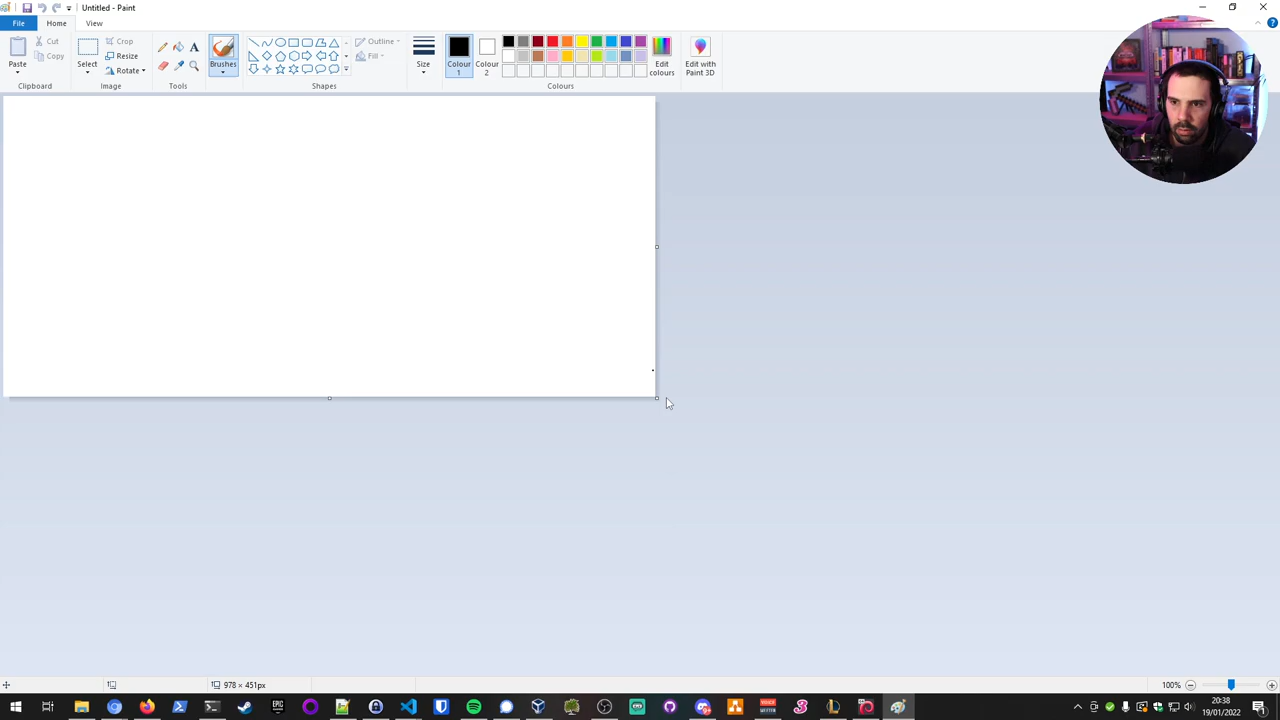 Untitled - Paint
File
Home
View
Paste
Cut
Copy
Clipboard
Select
Crop
Resize
Rotate
Image
Tools
Brushes
Outline
Fill
Shapes
Size
Colour 1
Colour 2
Colours
Edit colours
Edit with Paint 3D
978 × 451px
100%
EPIC
20:38
19/01/2022